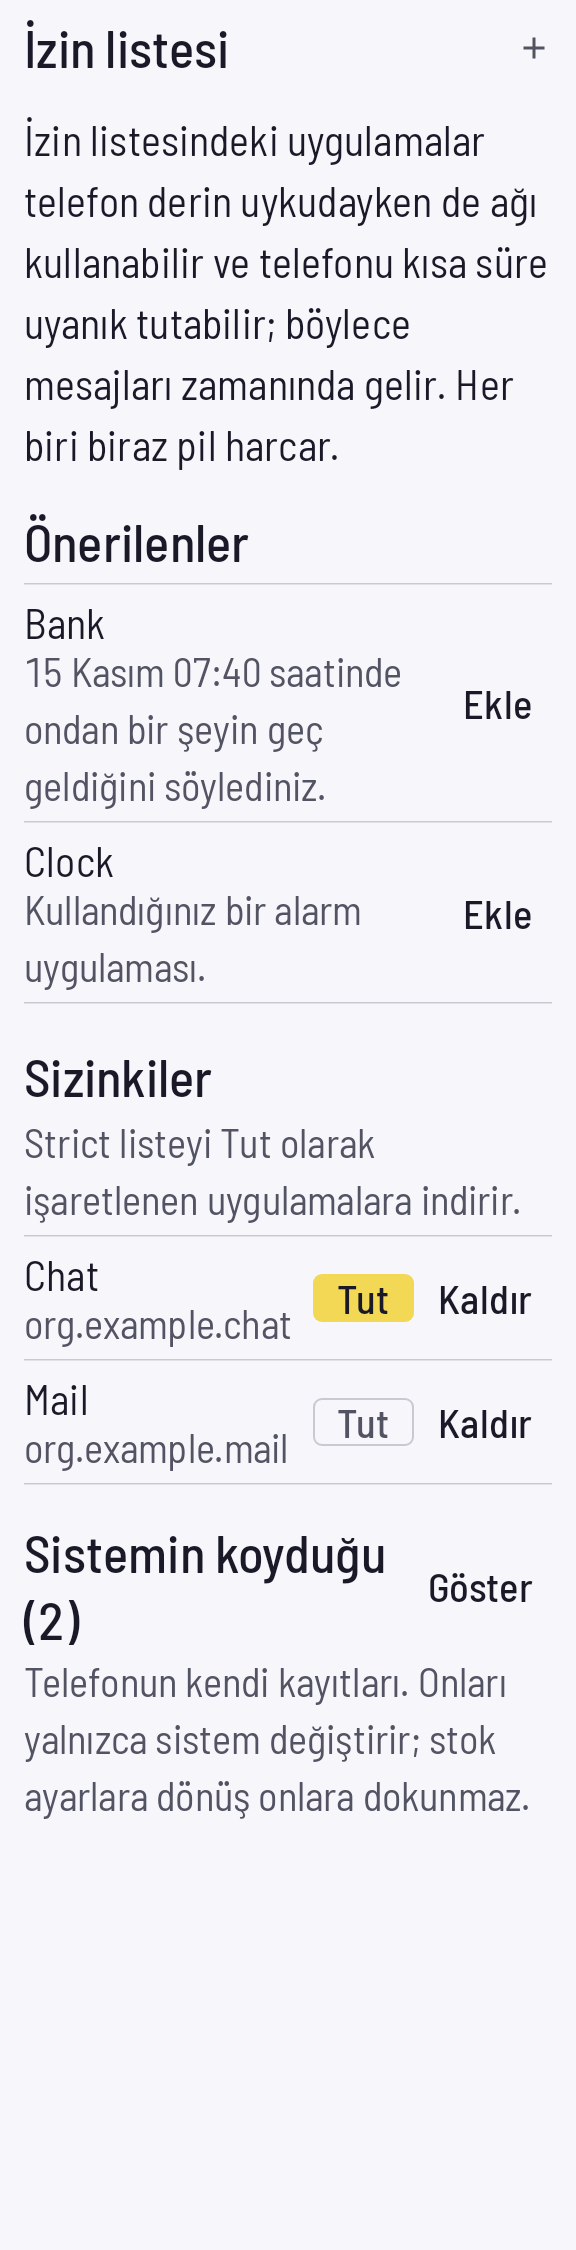 İzin listesi +
İzin listesindeki uygulamalar
telefon derin uykudayken de ağı
kullanabilir ve telefonu kısa süre
uyanık tutabilir; böylece
mesajları zamanında gelir. Her
biri biraz pil harcar.
Önerilenler
Bank
15 Kasım 07:40 saatinde
ondan bir şeyin geç
geldiğini söylediniz.
Ekle
Clock
Kullandığınız bir alarm
uygulaması.
Ekle
Sizinkiler
Strict listeyi Tut olarak
işaretlenen uygulamalara indirir.
Chat
org.example.chat
Tut Kaldır
Mail
org.example.mail
Tut Kaldır
Sistemin koyduğu
(2)
Göster
Telefonun kendi kayıtları. Onları
yalnızca sistem değiştirir; stok
ayarlara dönüş onlara dokunmaz.